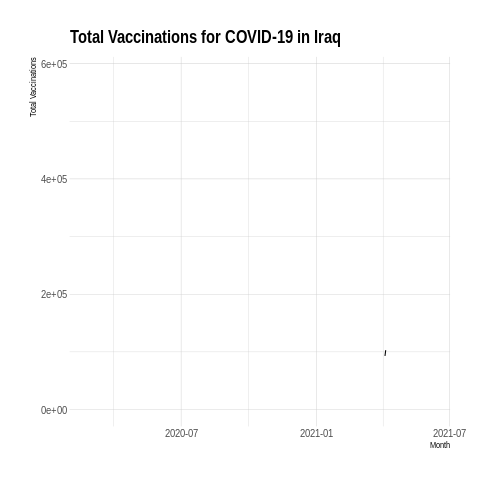 Total Vaccinations for COVID-19 in Iraq
Total Vaccinations
6e+05
4e+05
2e+05
0e+00
2020-07
2021-01
2021-07
Month